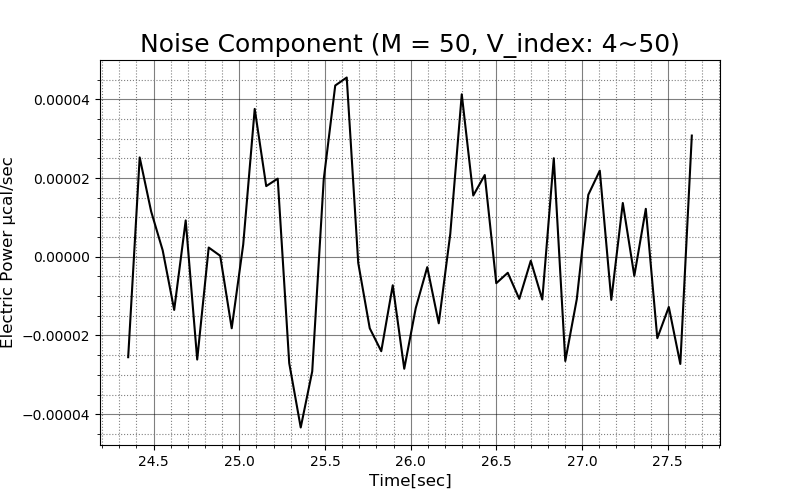 Noise Component (M = 50, V_index: 4~50)
Electric Power μcal/sec
0.00004
0.00002
0.00000
−0.00002
−0.00004
24.5 25.0 25.5 26.0 26.5 27.0 27.5
Time[sec]